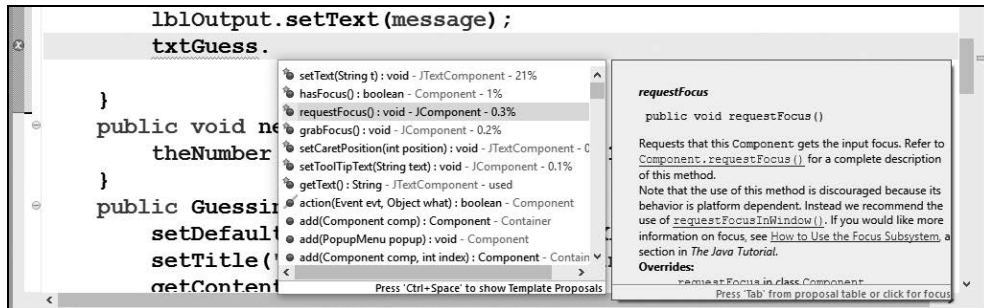 lblOutput.setText(message);
txtGuess.
}
public void ne
theNumber
}
public Guessin
setDefault
setTitle("
getContent
setText(String t) : void - JTextComponent - 21%
hasFocus() : boolean - Component - 1%
requestFocus() : void - JComponent - 0.3%
grabFocus() : void - JComponent - 0.2%
setCaretPosition(int position) : void - JTextComponent - 0
setToolTipText(String text) : void - JComponent - 0.1%
getText() : String - JTextComponent - used
action(Event evt, Object what) : boolean - Component
add(Component comp) : Component - Container
add(PopupMenu popup) : void - Component
add(Component comp, int index) : Component - Contain
Press 'Ctrl+Space' to show Template Proposals
requestFocus
public void requestFocus()
Requests that this Component gets the input focus. Refer to
Component.requestFocus() for a complete description
of this method.
Note that the use of this method is discouraged because its
behavior is platform dependent. Instead we recommend the
use of requestFocusInWindow(). If you would like more
information on focus, see How to Use the Focus Subsystem, a
section in The Java Tutorial.
Overrides:
requestFocus in class Component
Press 'Tab' from proposal table or click for focus